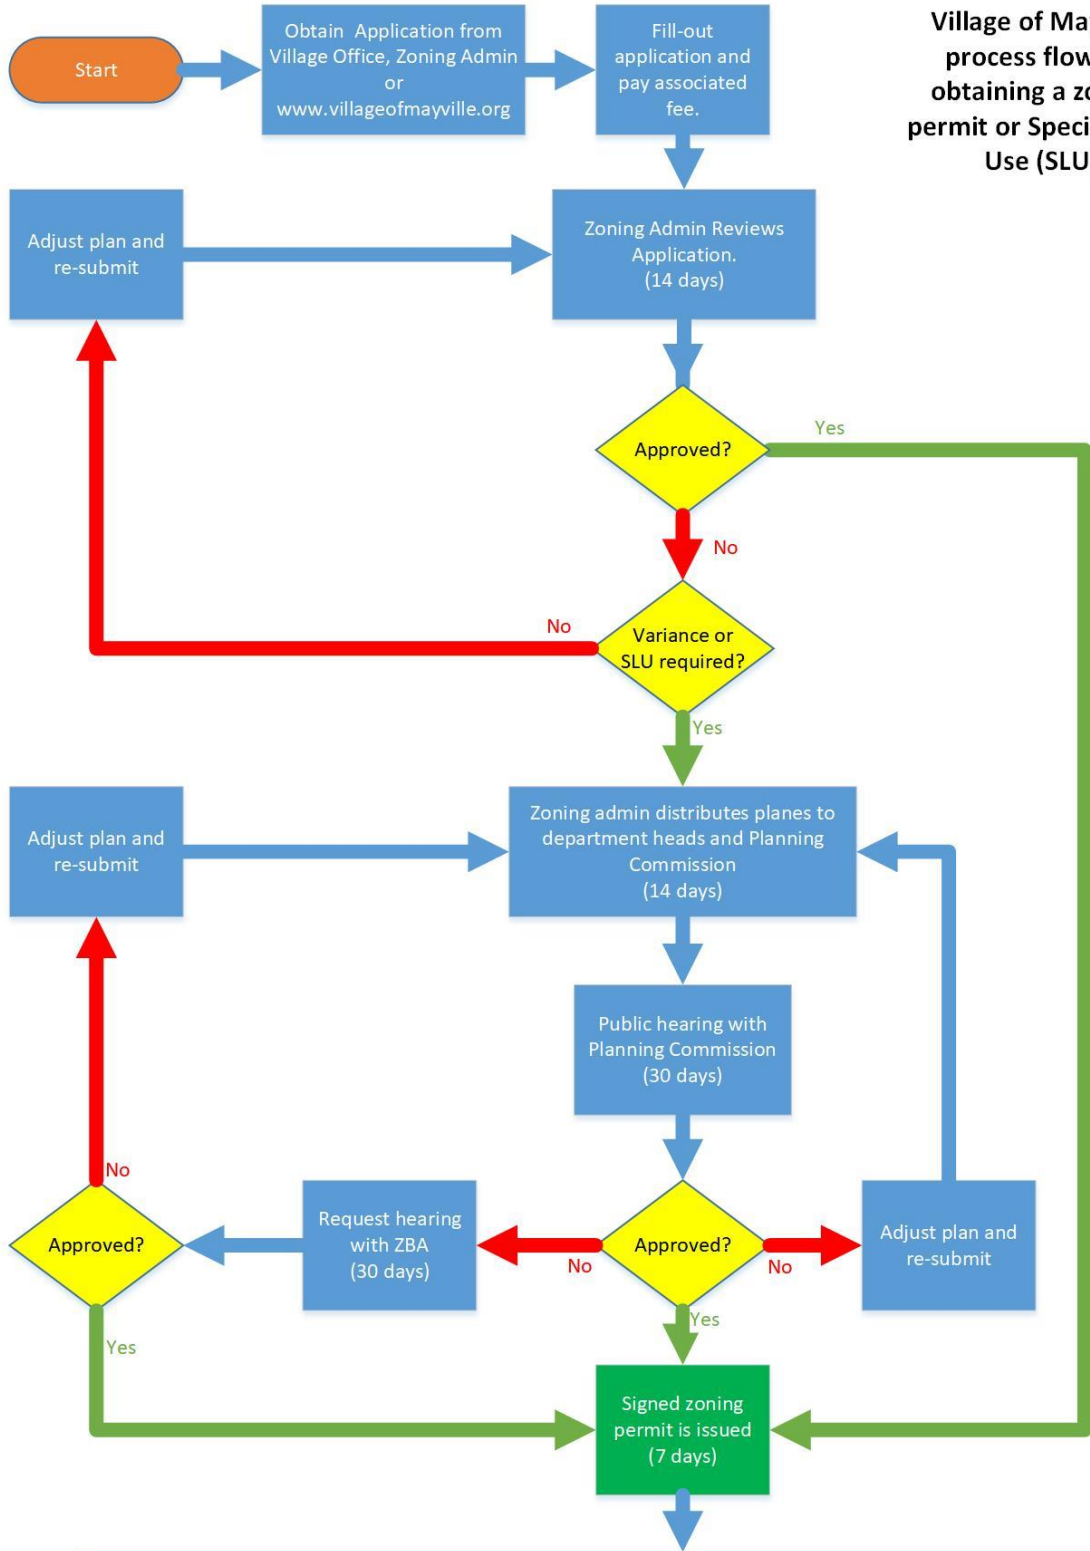 Village of Ma
process flow
obtaining a zo
permit or Speci
Use (SLU
Start
Obtain  Application from
Village Office, Zoning Admin
or
www.villageofmayville.org
Fill-out
application and
pay associated
fee.
Adjust plan and
re-submit
Zoning Admin Reviews
Application.
(14 days)
Approved?
Yes
No
Variance or
SLU required?
No
Yes
Adjust plan and
re-submit
Zoning admin distributes planes to
department heads and Planning
Commission
(14 days)
Public hearing with
Planning Commission
(30 days)
No
Approved?
Request hearing
with ZBA
(30 days)
No
Approved?
No
Adjust plan and
re-submit
Yes
Yes
Signed zoning
permit is issued
(7 days)